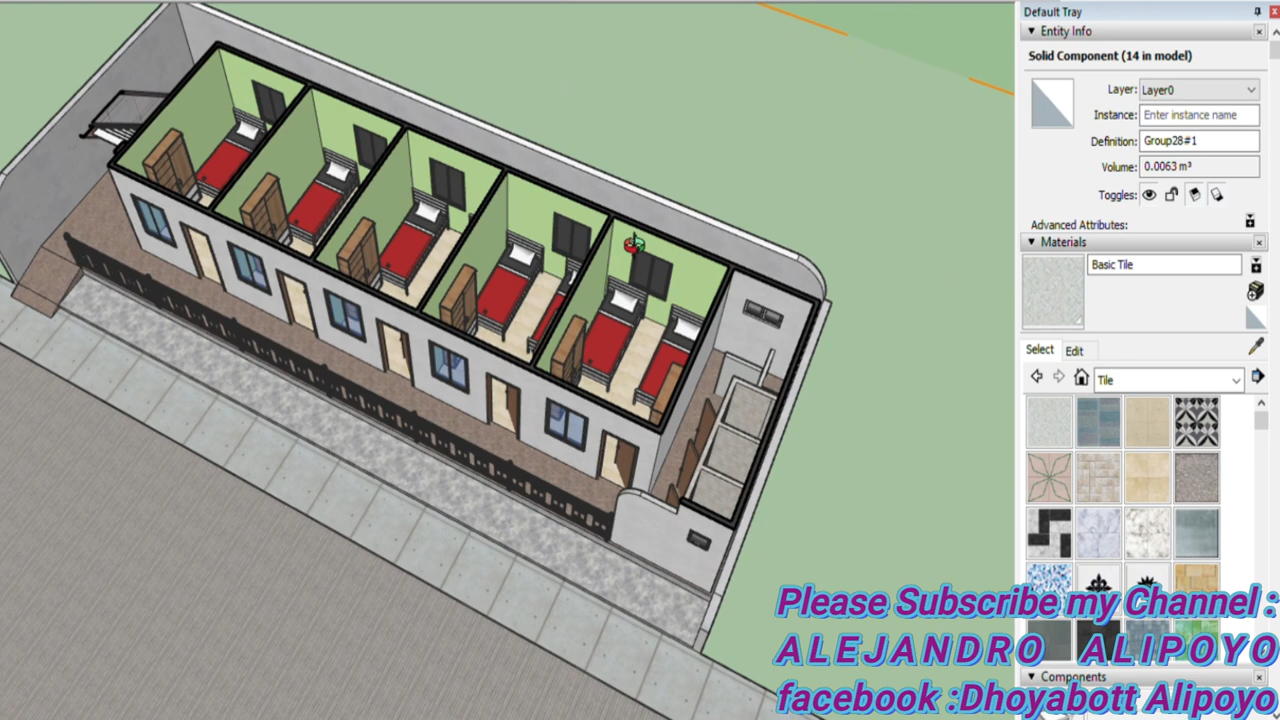 Default Tray
Entity Info
Solid Component (14 in model)
Layer: Layer0
Instance: Enter instance name
Definition: Group28#1
Volume: 0.0063 m³
Toggles:
Advanced Attributes:
Materials
Basic Tile
Select Edit
Tile
Please Subscribe my Channel :
ALEJANDRO ALIPOYO
facebook :Dhoyabott Alipoyo
Components